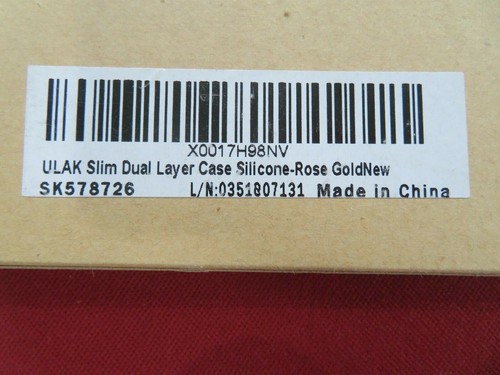 X0017H98NV
ULAK Slim Dual Layer Case Silicone-Rose GoldNew
SK578726 L/N:0351807131 Made in China